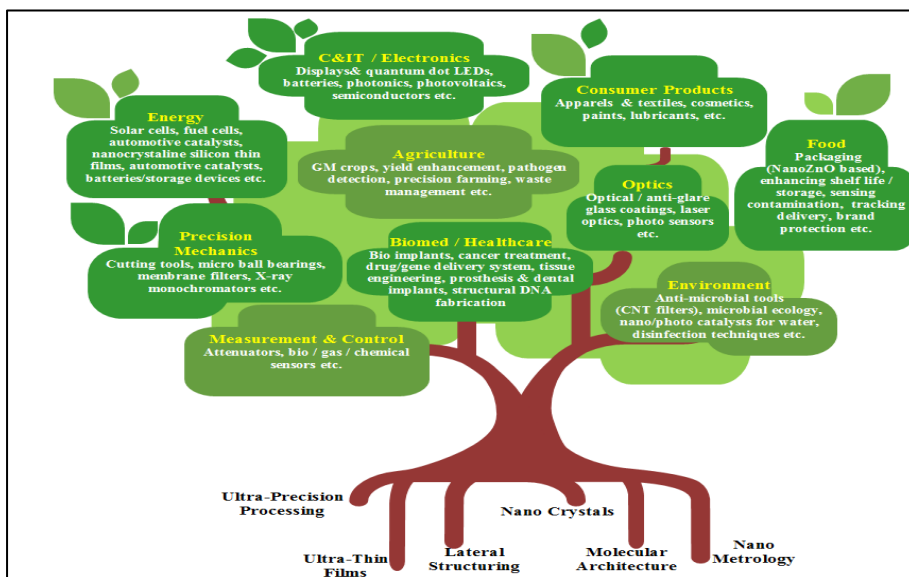 C&IT / Electronics
Displays& quantum dot LEDs,
batteries, photonics, photovoltaics,
semiconductors etc.
Consumer Products
Apparels & textiles, cosmetics,
paints, lubricants, etc.
Energy
Solar cells, fuel cells,
automotive catalysts,
nanocrystaline silicon thin
films, automotive catalysts,
batteries/storage devices etc.
Agriculture
GM crops, yield enhancement, pathogen
detection, precision farming, waste
management etc.
Food
Packaging
(NanoZnO based),
enhancing shelf life /
storage, sensing
contamination, tracking
delivery, brand
protection etc.
Optics
Optical / anti-glare
glass coatings, laser
optics, photo sensors
etc.
Precision
Mechanics
Cutting tools, micro ball bearings,
membrane filters, X-ray
monochromators etc.
Biomed / Healthcare
Bio implants, cancer treatment,
drug/gene delivery system, tissue
engineering, prosthesis & dental
implants, structural DNA
fabrication
Environment
Anti-microbial tools
(CNT filters), microbial ecology,
nano/photo catalysts for water,
disinfection techniques etc.
Measurement & Control
Attenuators, bio / gas / chemical
sensors etc.
Ultra-Precision
Processing
Ultra-Thin
Films
Lateral
Structuring
Nano Crystals
Molecular
Architecture
Nano
Metrology